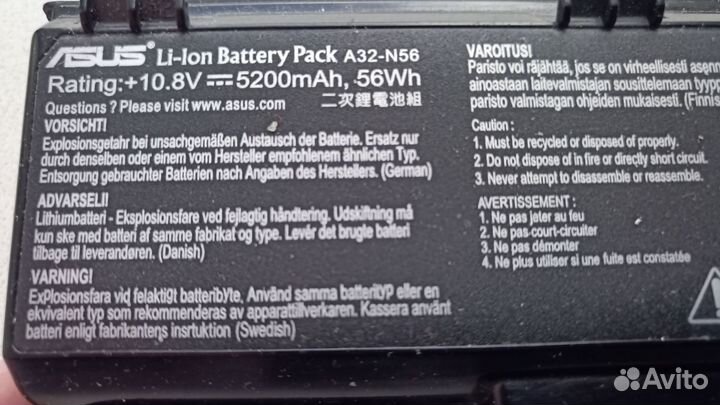 ASUS Li-Ion Battery Pack A32-N56
Rating:+10.8V ⎓ 5200mAh, 56Wh
Questions ? Please visit www.asus.com 二次鋰電池組
VORSICHT!
Explosionsgetahr bei unsachgemäßen Austausch der Batterie. Ersatz nur
durch denselben oder einem vom Hersteller empfohlenem ähnlichen Typ.
Entsorgung gebrauchter Batterien nach Angaben des Herstellers. (German)
ADVARSELI!
Lithiumbatteri - Eksplosionsfare ved fejlagtig håndtering. Udskiftning må
kun ske med batteri af samme fabrikat og type. Levér det brugte batteri
tilbage til leverandøren. (Danish)
VARNING!
Explosionsfara vid felaktigt batteribyte. Använd samma batterityp eller en
ekvivalent typ som rekommenderas av apparattillverkaren. Kassera använt
batteri enligt fabrikantens insrtuktion (Swedish)
VAROITUS!
Paristo voi räjähtää, jos se on virheellisesti asenn
ainoastaan laitevalmistajan sousittelemaan tyypp
paristo valmistagan ohjeiden mukaisesti. (Finnis
Caution :
1. Must be recycled or disposed of properly.
2. Do not dispose of in fire or directly short circuit.
3. Never attempt to disassemble or reassemble.
AVERTISSEMENT :
1. Ne pas jeter au feu
2. Ne pas court-circuiter
3. Ne pas démonter
4. Ne plus utiliser si une fuite est constatée
Avito